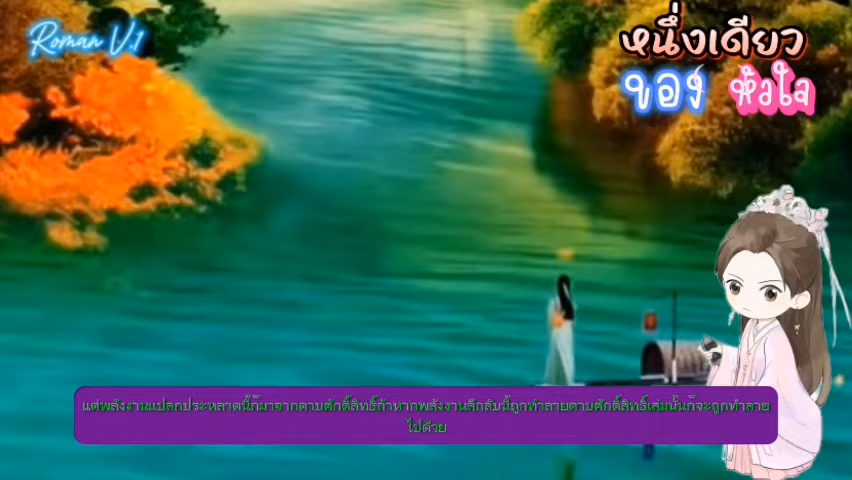 Roman V.1
หนึ่งเดียว
ของ หัวใจ
แต่พลังงานแปลกประหลาดนี้ก็มาจากดาบศักดิ์สิทธิ์ถ้าหากพลังงานลึกลับนี้ถูกทำลายดาบศักดิ์สิทธิ์เล่มนั้นก็จะถูกทำลาย
ไปด้วย